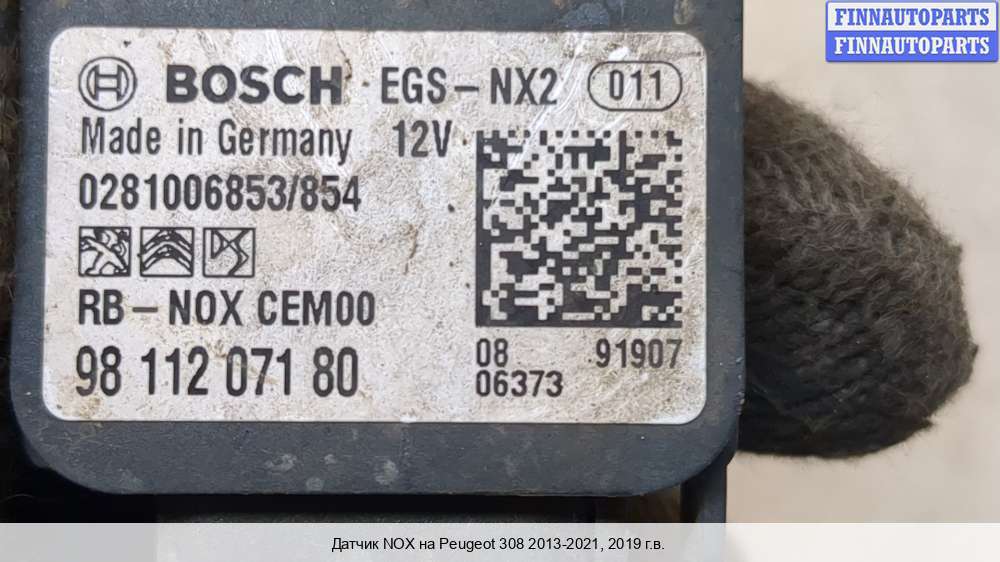 FINNAUTOPARTS
FINNAUTOPARTS
BOSCH EGS-NX2 011
Made in Germany 12V
0281006853/854
RB-NOX CEM00
98 112 071 80
08 91907
06373
Датчик NOX на Peugeot 308 2013-2021, 2019 г.в.